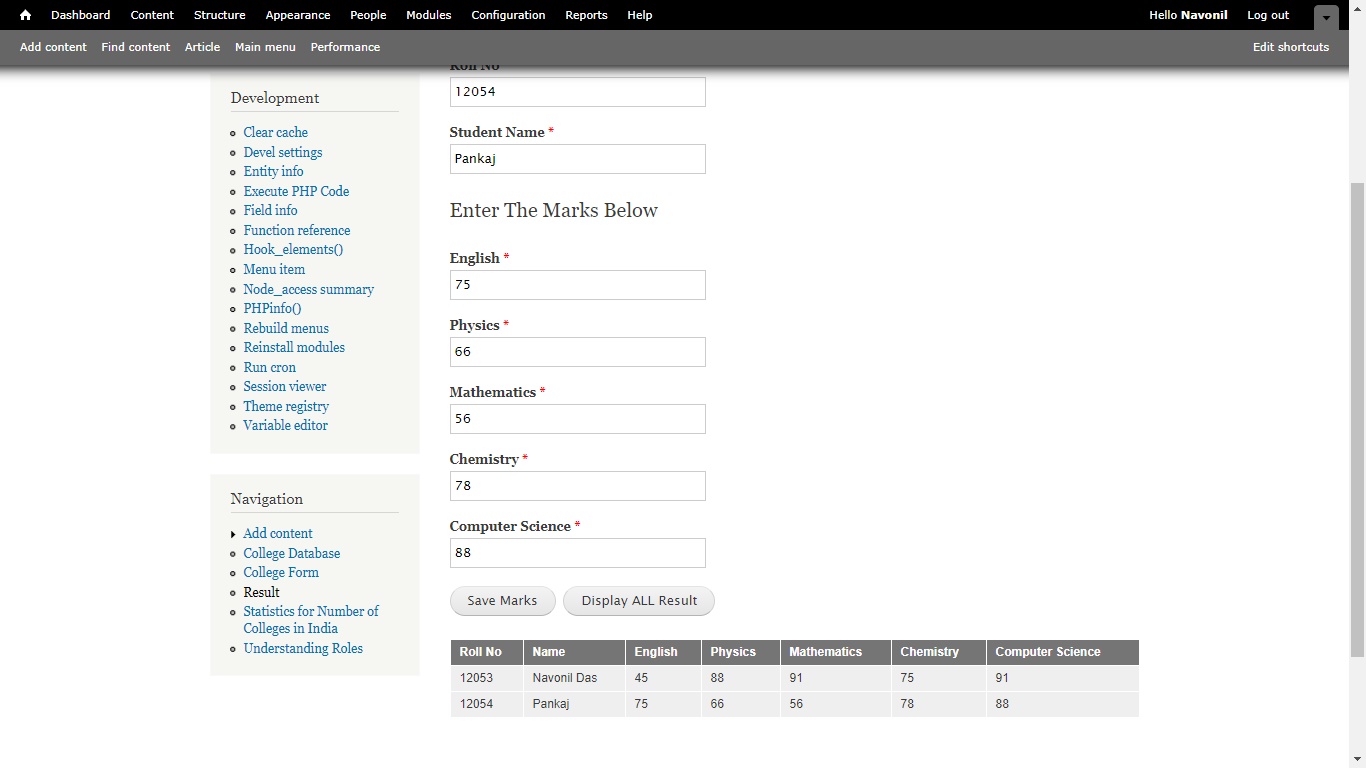 Dashboard Content Structure Appearance People Modules Configuration Reports Help Hello Navonil Log out
Add content Find content Article Main menu Performance Edit shortcuts
Development
Clear cache
Devel settings
Entity info
Execute PHP Code
Field info
Function reference
Hook_elements()
Menu item
Node_access summary
PHPinfo()
Rebuild menus
Reinstall modules
Run cron
Session viewer
Theme registry
Variable editor
Navigation
Add content
College Database
College Form
Result
Statistics for Number of
Colleges in India
Understanding Roles
Roll No
12054
Student Name *
Pankaj
Enter The Marks Below
English *
75
Physics *
66
Mathematics *
56
Chemistry *
78
Computer Science *
88
Save Marks Display ALL Result
Roll No Name English Physics Mathematics Chemistry Computer Science
12053 Navonil Das 45 88 91 75 91
12054 Pankaj 75 66 56 78 88